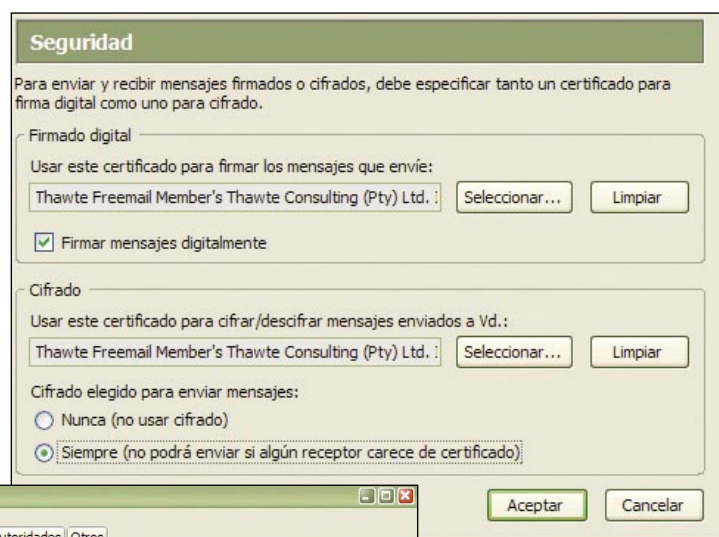 Seguridad
Para enviar y recibir mensajes firmados o cifrados, debe especificar tanto un certificado para
firma digital como uno para cifrado.
Firmado digital
Usar este certificado para firmar los mensajes que envíe:
Thawte Freemail Member's Thawte Consulting (Pty) Ltd. Seleccionar... Limpiar
Firmar mensajes digitalmente
Cifrado
Usar este certificado para cifrar/descifrar mensajes enviados a Vd.:
Thawte Freemail Member's Thawte Consulting (Pty) Ltd. Seleccionar... Limpiar
Cifrado elegido para enviar mensajes:
Nunca (no usar cifrado)
Siempre (no podrá enviar si algún receptor carece de certificado)
Aceptar Cancelar
Otros